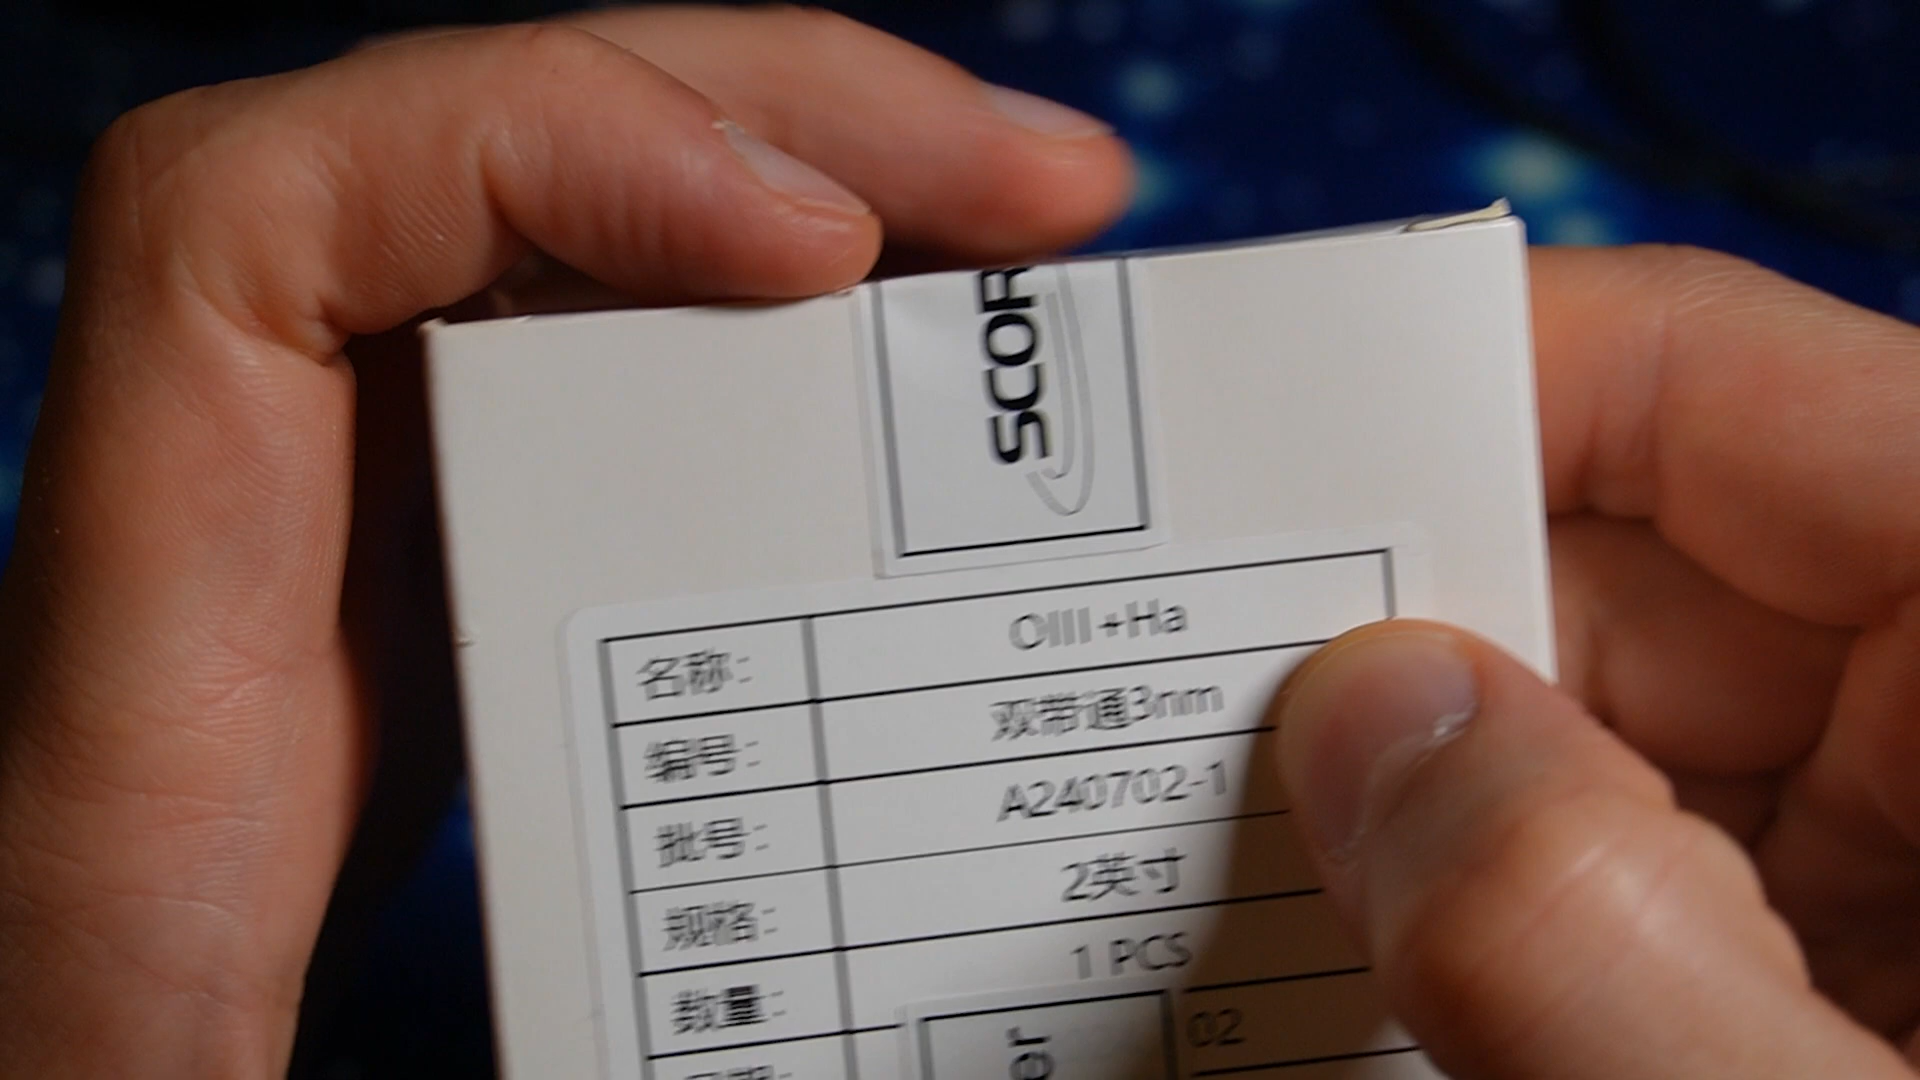 SCOR
名称: OIII+Ha
编号: 双带通3nm
批号: A240702-1
规格: 2英寸
数量: 1 PCS
02
er